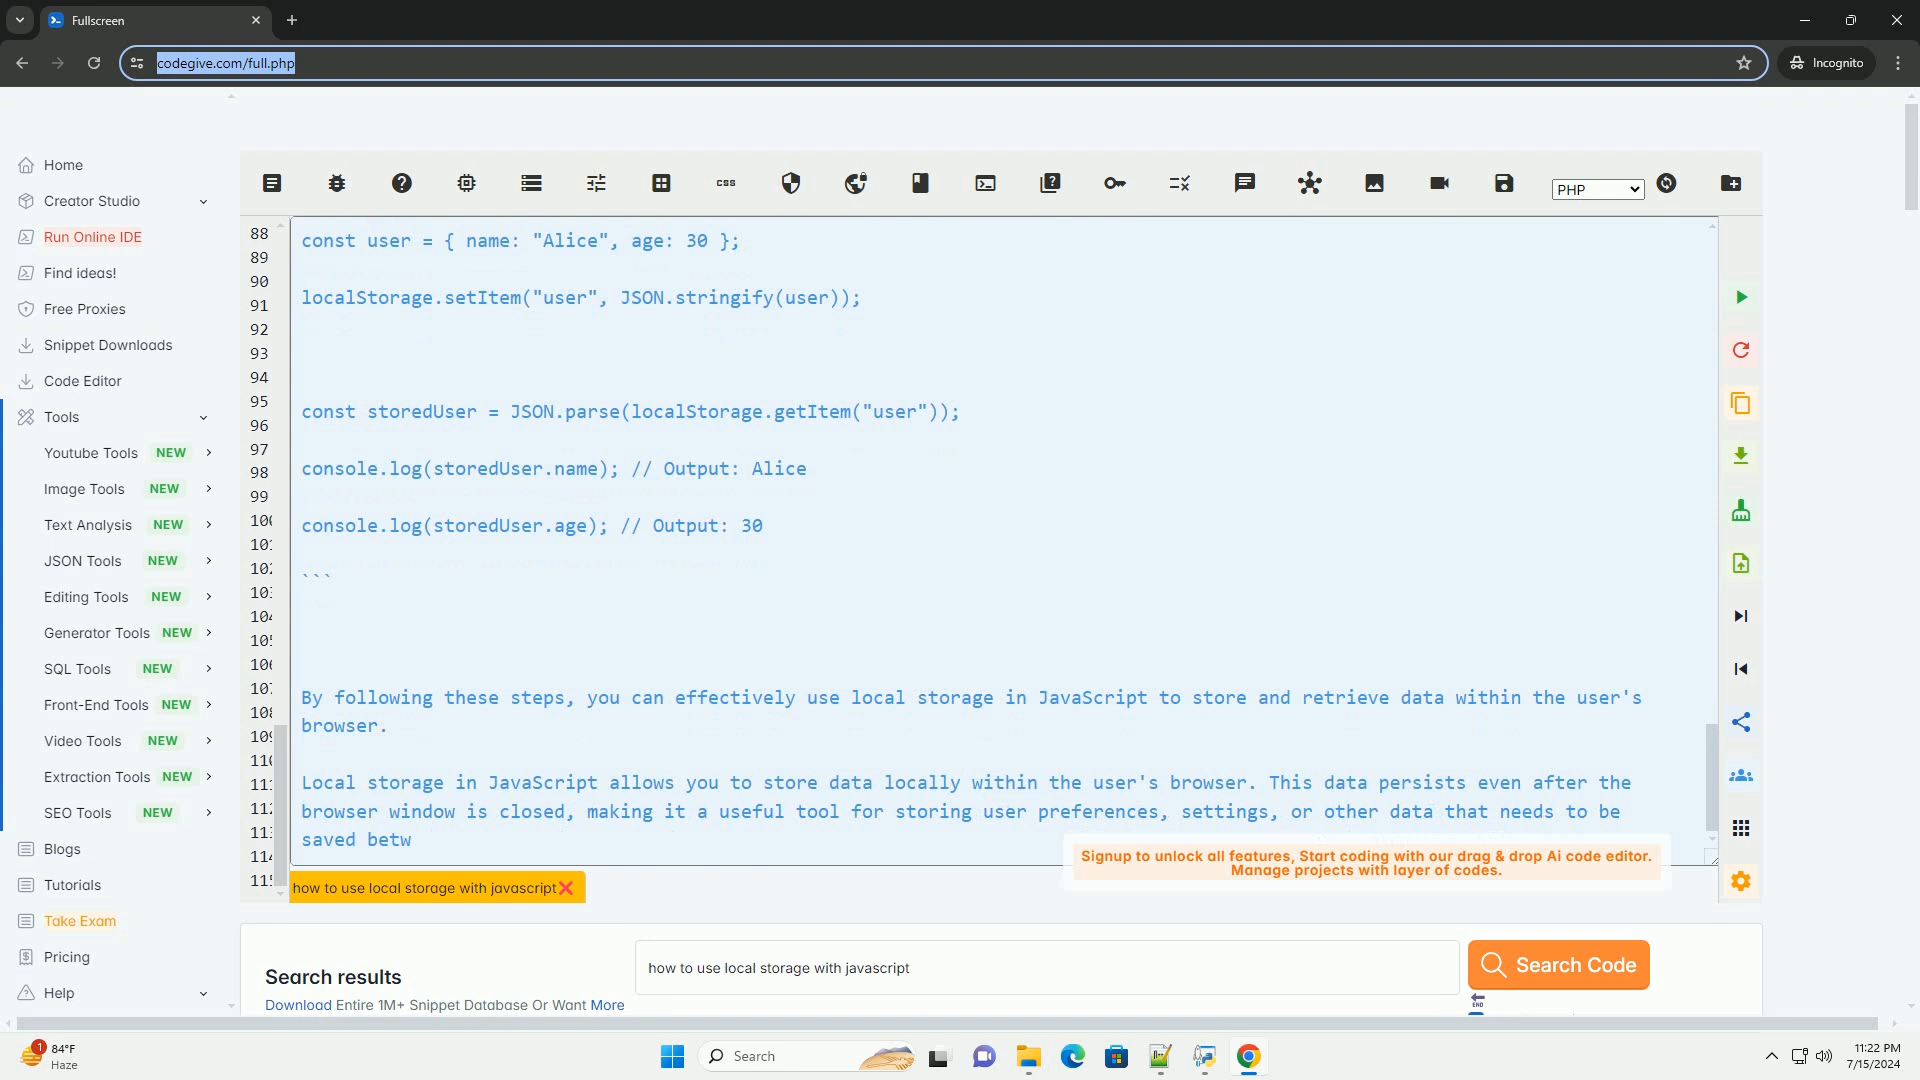 Fullscreen
codegive.com/full.php
Incognito
Home
Creator Studio
Run Online IDE
Find ideas!
Free Proxies
Snippet Downloads
Code Editor
Tools
Youtube Tools NEW
Image Tools NEW
Text Analysis NEW
JSON Tools NEW
Editing Tools NEW
Generator Tools NEW
SQL Tools NEW
Front-End Tools NEW
Video Tools NEW
Extraction Tools NEW
SEO Tools NEW
Blogs
Tutorials
Take Exam
Pricing
Help
css
PHP
88
89
90
91
92
93
94
95
96
97
98
99
const user = { name: "Alice", age: 30 };
localStorage.setItem("user", JSON.stringify(user));
const storedUser = JSON.parse(localStorage.getItem("user"));
console.log(storedUser.name); // Output: Alice
console.log(storedUser.age); // Output: 30
```
By following these steps, you can effectively use local storage in JavaScript to store and retrieve data within the user's
browser.
Local storage in JavaScript allows you to store data locally within the user's browser. This data persists even after the
browser window is closed, making it a useful tool for storing user preferences, settings, or other data that needs to be
saved betw
Signup to unlock all features, Start coding with our drag & drop Ai code editor.
Manage projects with layer of codes.
how to use local storage with javascript
Search results
Download Entire 1M+ Snippet Database Or Want More
how to use local storage with javascript
Search Code
END
1
84°F
Haze
Search
11:22 PM
7/15/2024